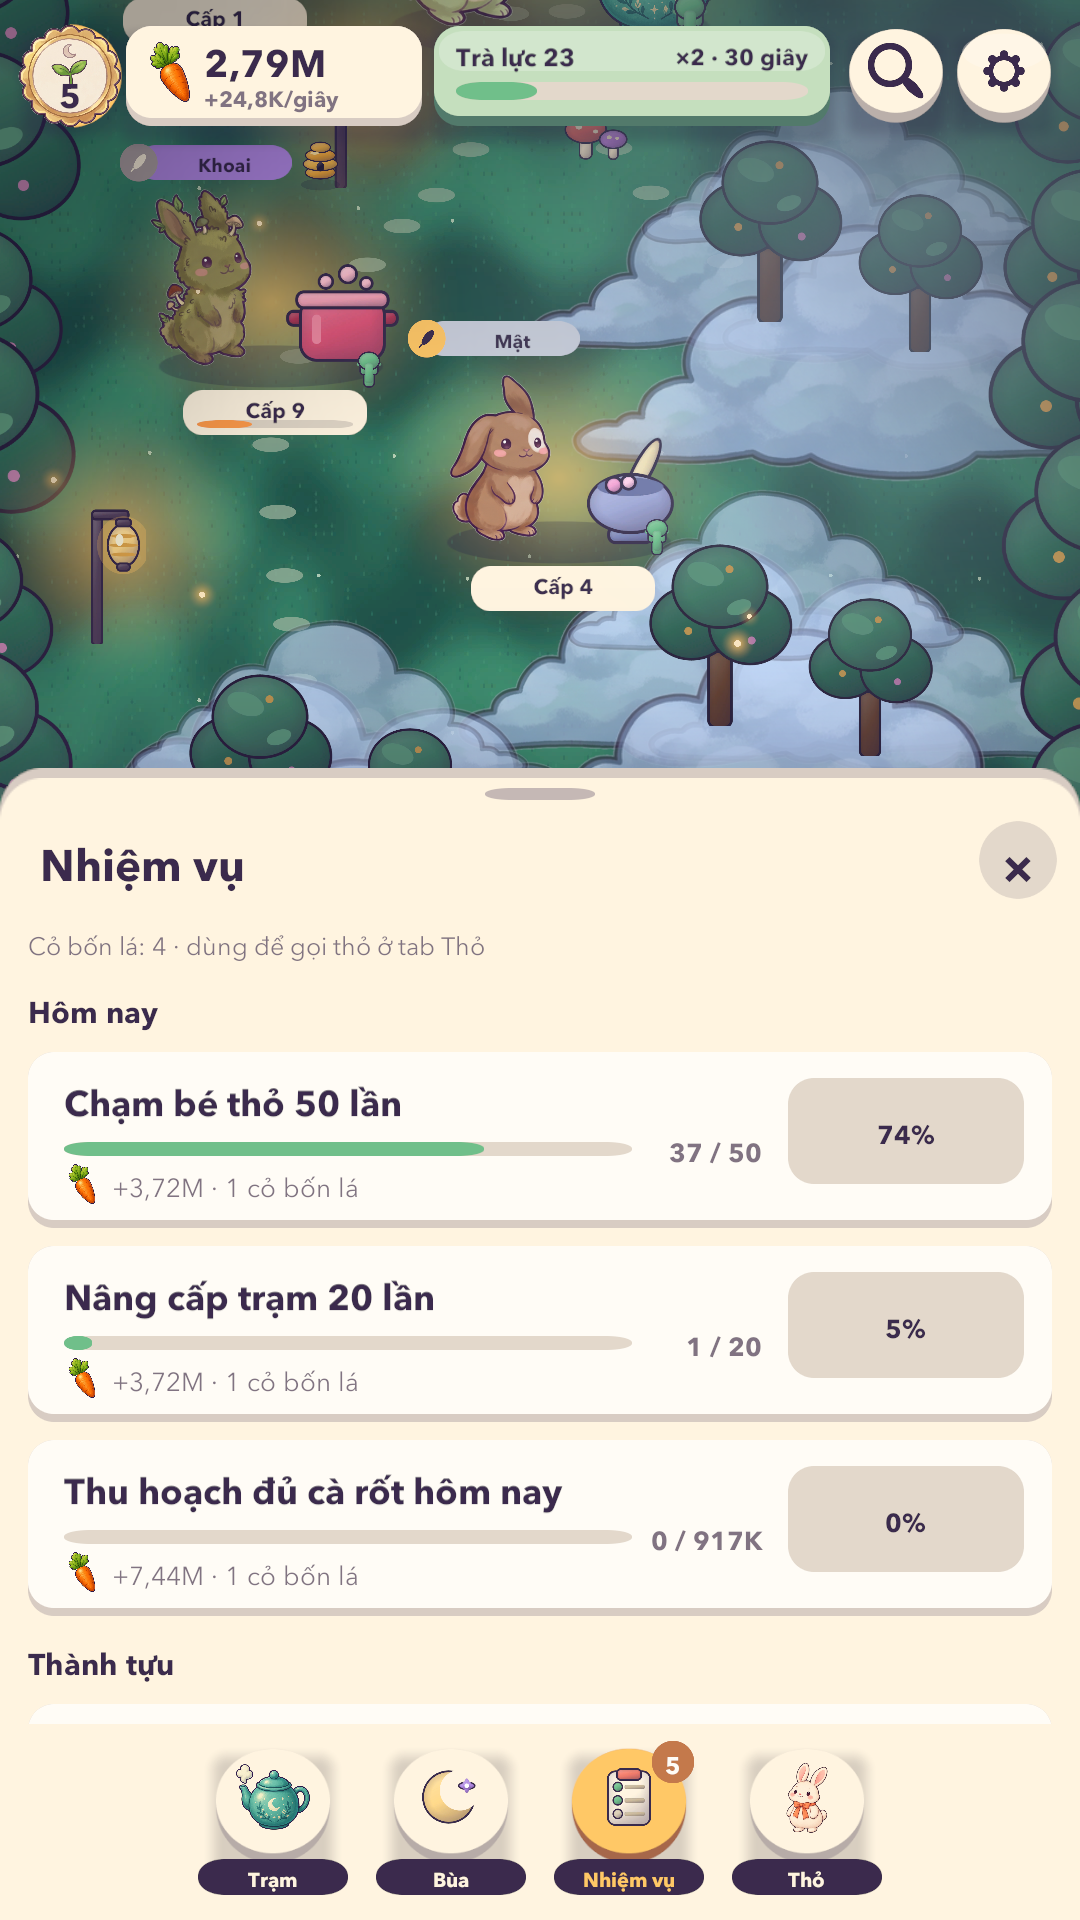 Cấp 1
5
2,79M
+24,8K/giây
Trà lực 23
×2 · 30 giây
Khoai
Mật
Cấp 9
Cấp 4
Nhiệm vụ
Cỏ bốn lá: 4 · dùng để gọi thỏ ở tab Thỏ
Hôm nay
Chạm bé thỏ 50 lần
37 / 50
74%
+3,72M · 1 cỏ bốn lá
Nâng cấp trạm 20 lần
1 / 20
5%
+3,72M · 1 cỏ bốn lá
Thu hoạch đủ cà rốt hôm nay
0 / 917K
0%
+7,44M · 1 cỏ bốn lá
Thành tựu
5
Trạm
Bùa
Nhiệm vụ
Thỏ